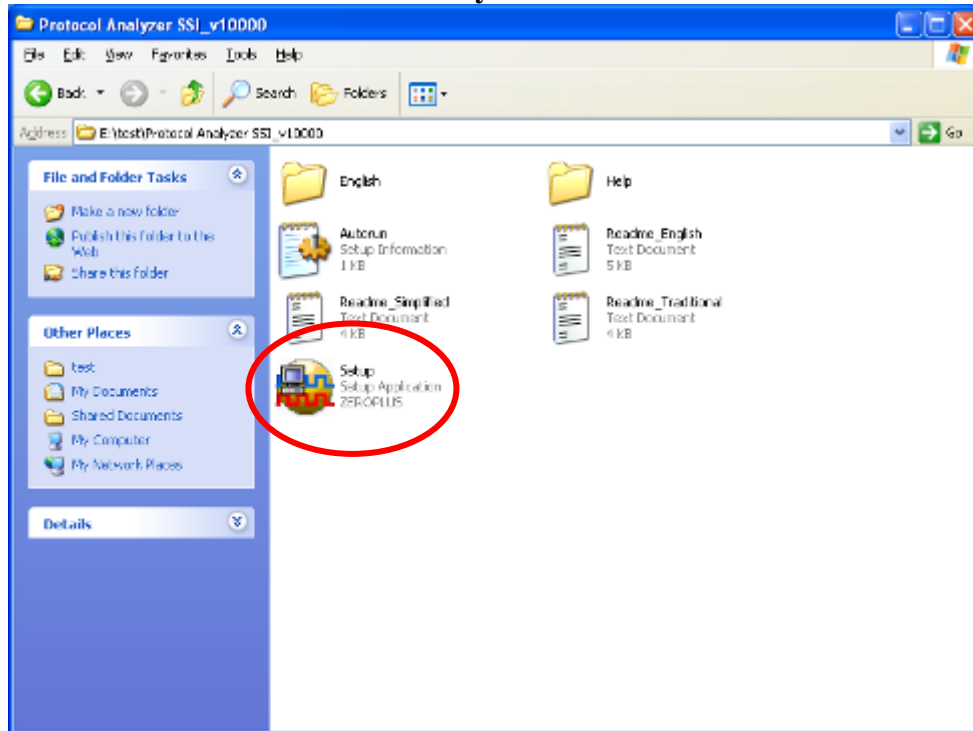 Protocol Analyzer SSI_v10000
File Edit View Favorites Tools Help
Back Search Folders
Address E:\test\Protocol Analyzer SSI_v10000 Go
File and Folder Tasks
Make a new folder
Publish this folder to the
Web
Share this folder
Other Places
test
My Documents
Shared Documents
My Computer
My Network Places
Details
English
Help
Autorun
Setup Information
1 KB
Readme_English
Text Document
5 KB
Readme_Simplified
Text Document
4 KB
Readme_Traditional
Text Document
4 KB
Setup
Setup Application
ZEROPLUS